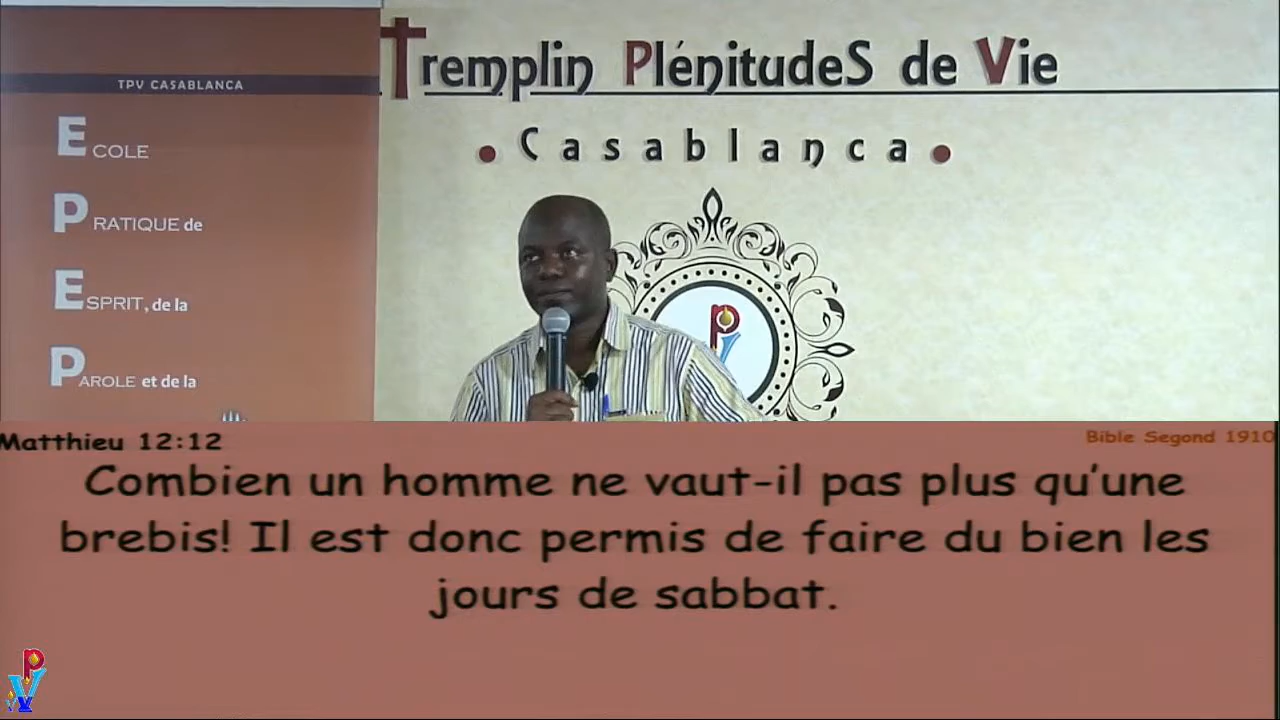 TPV CASABLANCA
ECOLE
PRATIQUE de
ESPRIT, de la
PAROLE et de la
Tremplin PlénitudeS de Vie
• Casablanca •
PV
Matthieu 12:12
Bible Segond 1910
Combien un homme ne vaut-il pas plus qu'une
brebis! Il est donc permis de faire du bien les
jours de sabbat.
PV